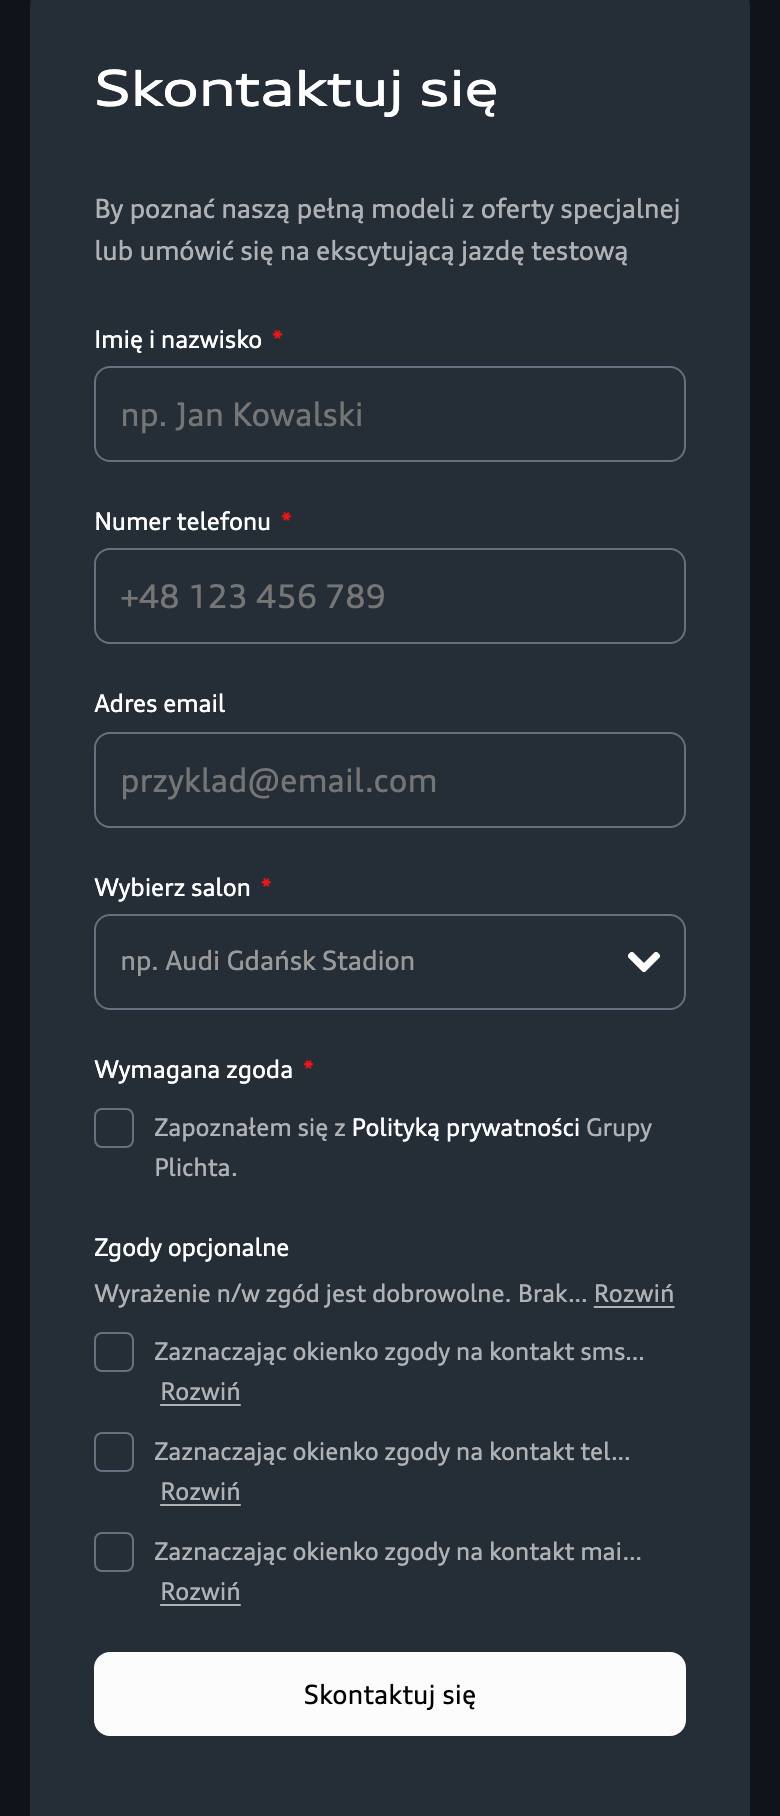 Skontaktuj się
By poznać naszą pełną modeli z oferty specjalnej
lub umówić się na ekscytującą jazdę testową
Imię i nazwisko *
np. Jan Kowalski
Numer telefonu *
+48 123 456 789
Adres email
przyklad@email.com
Wybierz salon *
np. Audi Gdańsk Stadion
Wymagana zgoda *
Zapoznałem się z Polityką prywatności Grupy
Plichta.
Zgody opcjonalne
Wyrażenie n/w zgód jest dobrowolne. Brak... Rozwiń
Zaznaczając okienko zgody na kontakt sms...
Rozwiń
Zaznaczając okienko zgody na kontakt tel...
Rozwiń
Zaznaczając okienko zgody na kontakt mai...
Rozwiń
Skontaktuj się